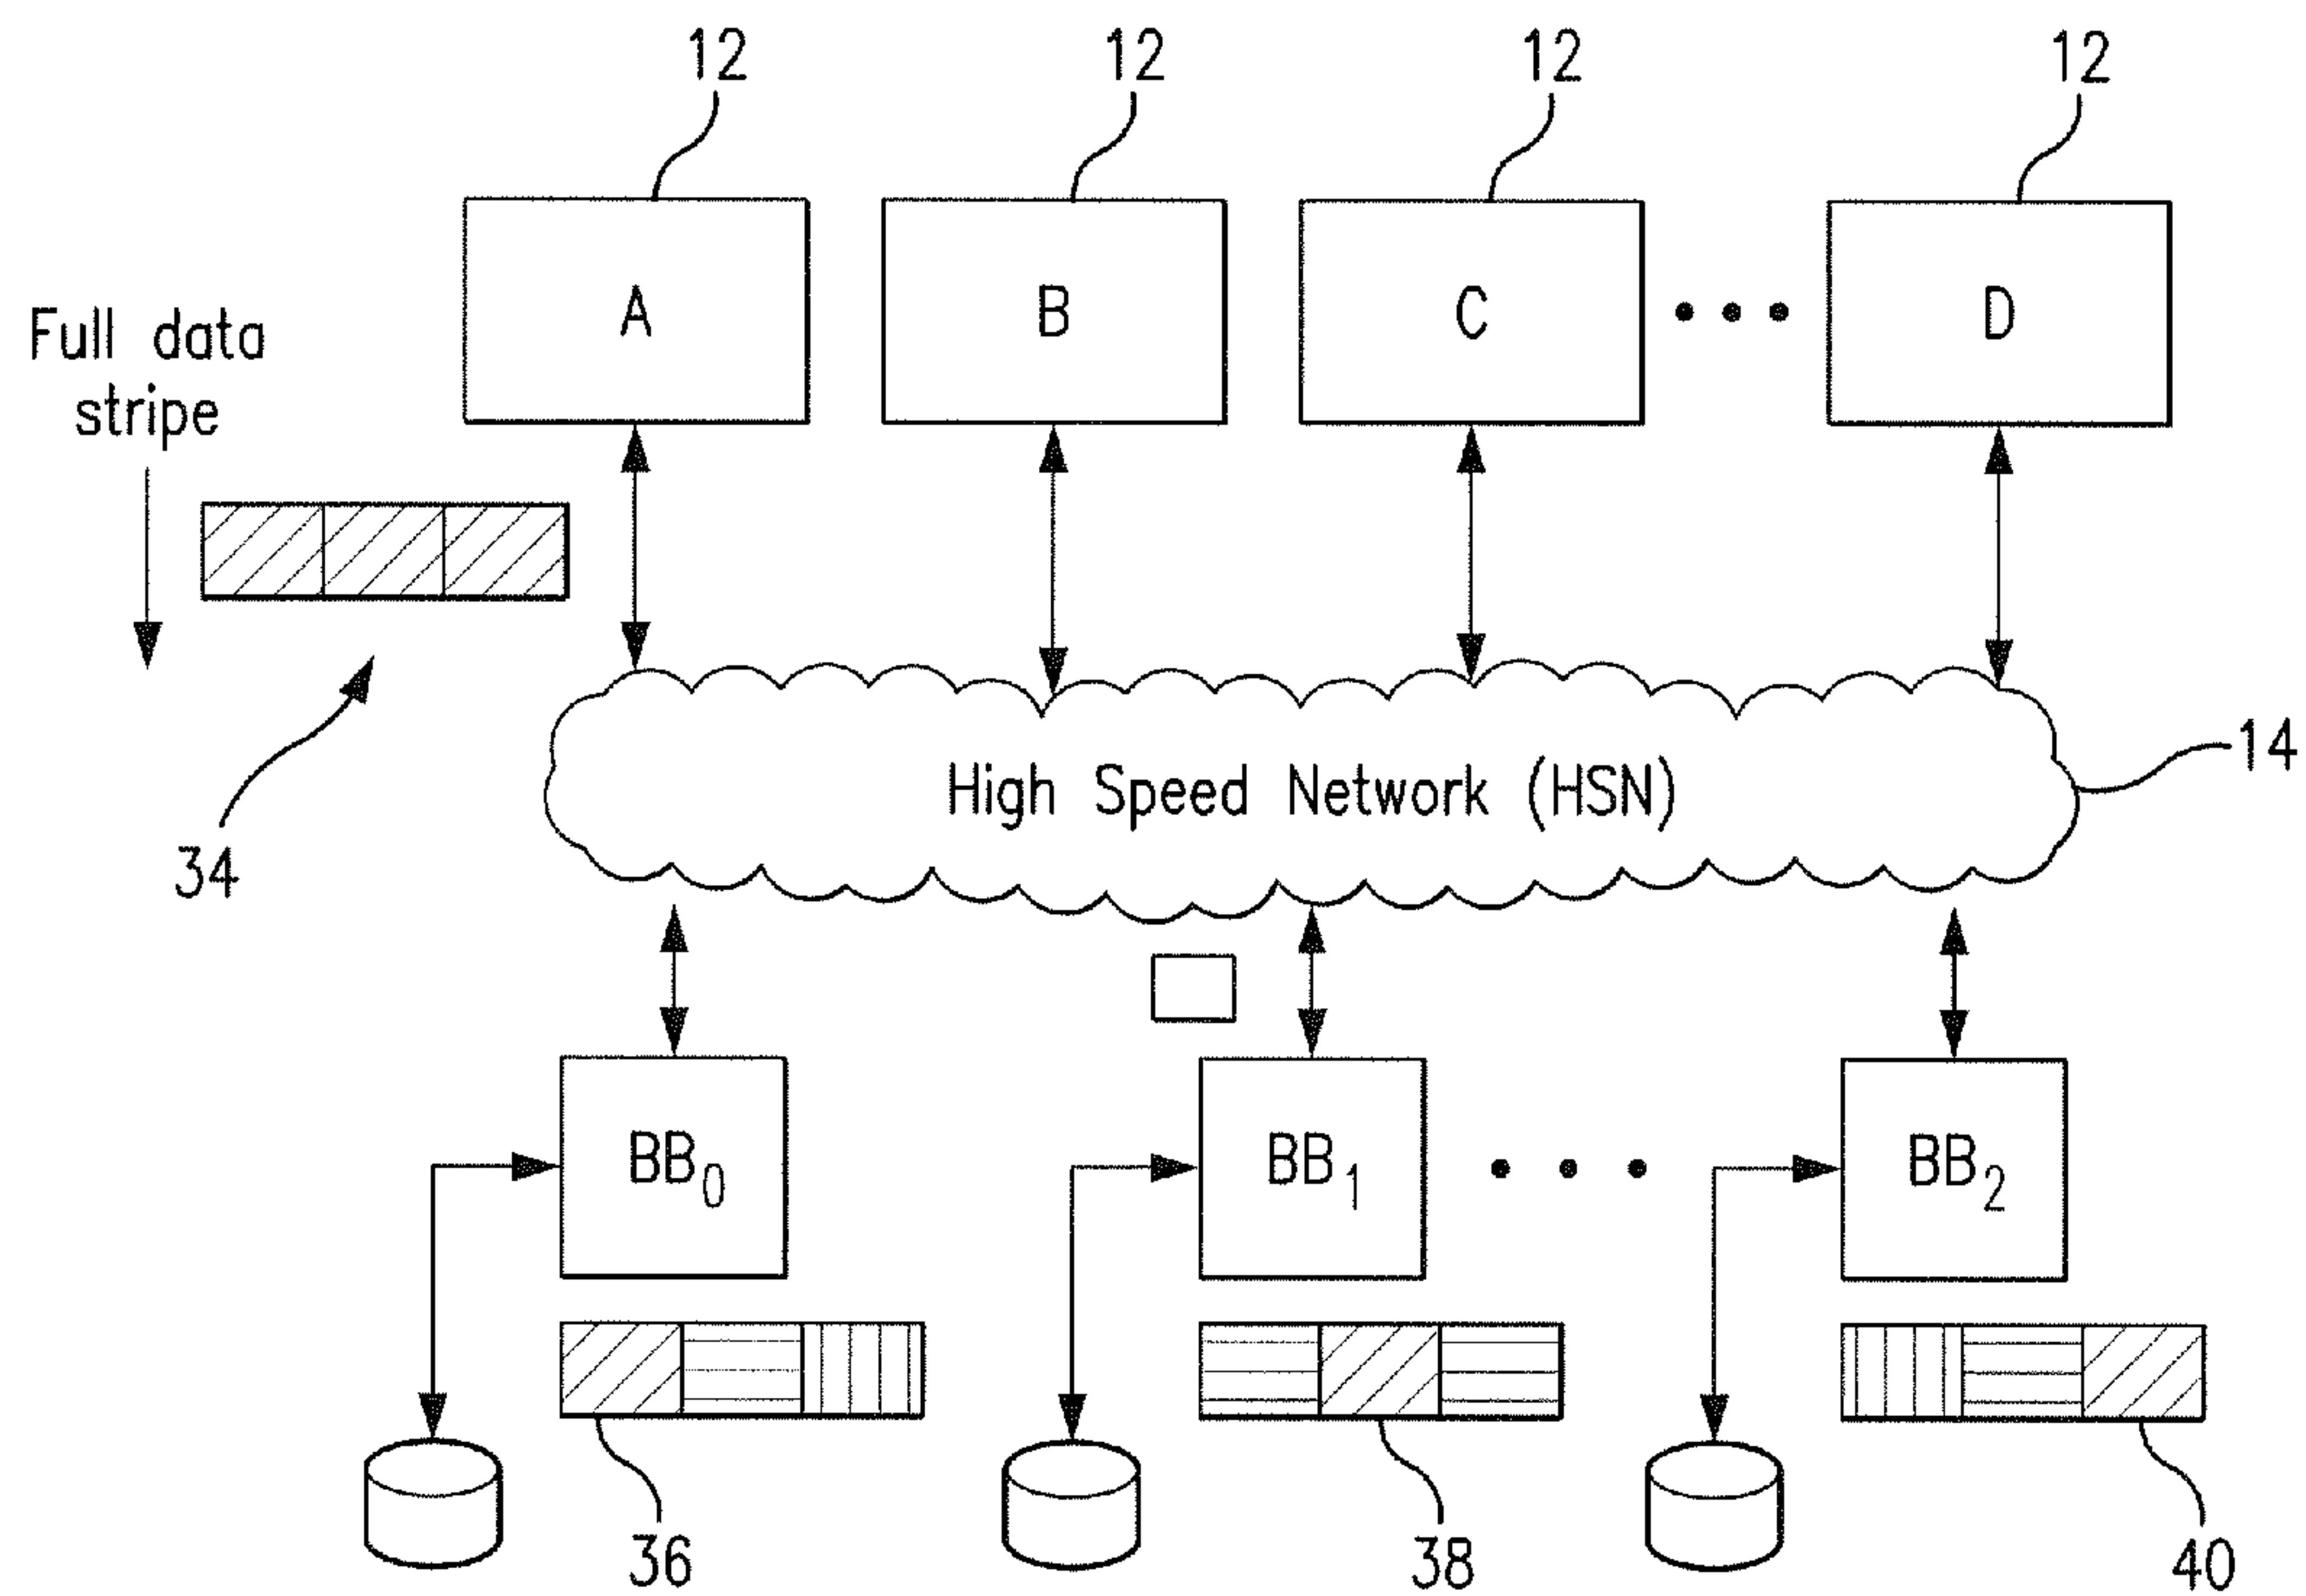 12 12 12 12
A B C D
Full data
stripe
High Speed Network (HSN)
14
34
BB0 BB1 BB2
36 38 40